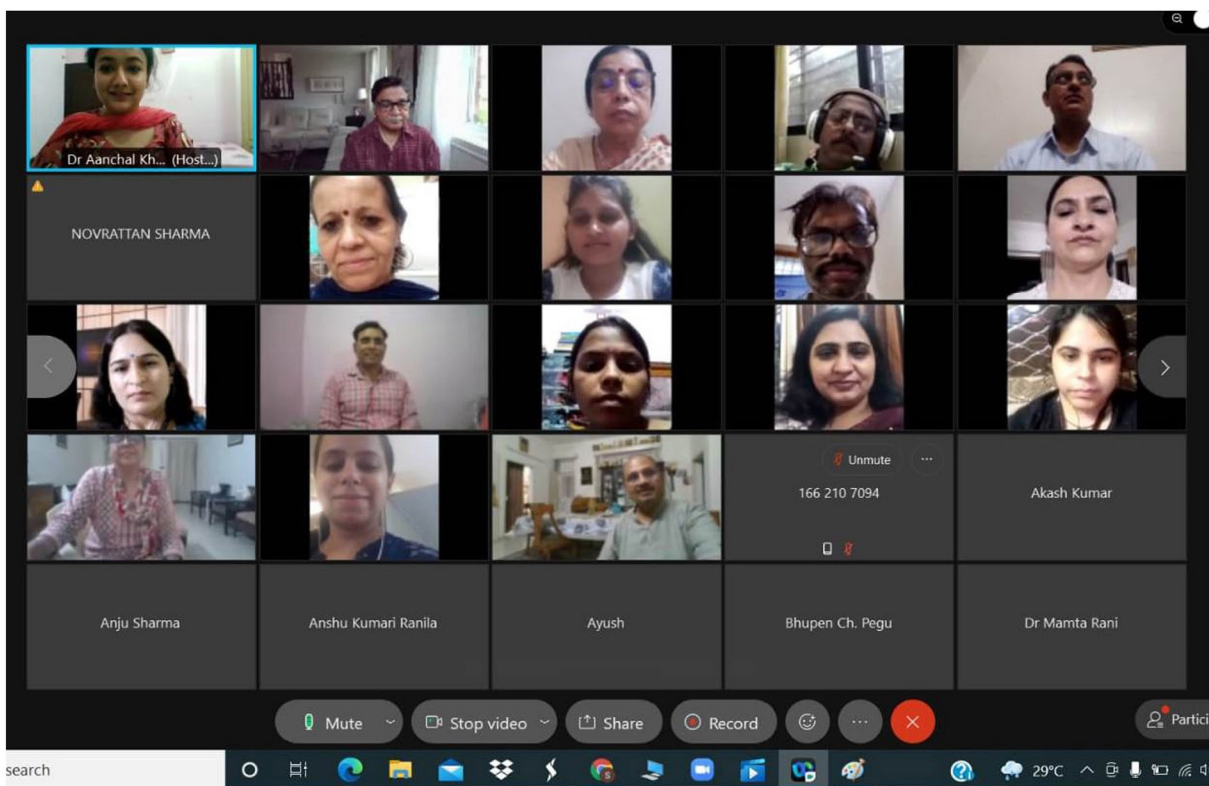 Dr Aanchal Kh... (Host...)
NOVRATTAN SHARMA
Unmute
166 210 7094
Akash Kumar
Anju Sharma
Anshu Kumari Ranila
Ayush
Bhupen Ch. Pegu
Dr Mamta Rani
Mute
Stop video
Share
Record
Partici
search
29°C